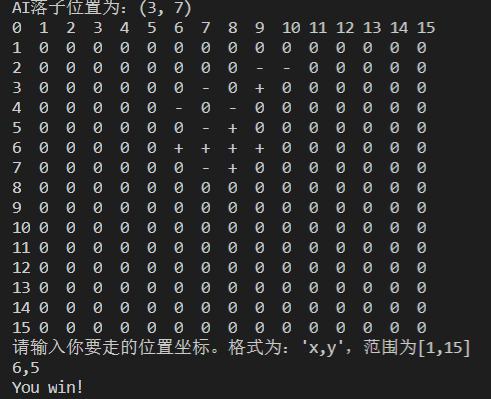 AI落子位置为：(3, 7)
0 1 2 3 4 5 6 7 8 9 10 11 12 13 14 15
1 0 0 0 0 0 0 0 0 0 0 0 0 0 0 0
2 0 0 0 0 0 0 0 0 - - 0 0 0 0 0
3 0 0 0 0 0 0 - 0 + 0 0 0 0 0 0
4 0 0 0 0 0 - 0 - 0 0 0 0 0 0 0
5 0 0 0 0 0 0 - + 0 0 0 0 0 0 0
6 0 0 0 0 0 + + + + 0 0 0 0 0 0
7 0 0 0 0 0 0 - + 0 0 0 0 0 0 0
8 0 0 0 0 0 0 0 0 0 0 0 0 0 0 0
9 0 0 0 0 0 0 0 0 0 0 0 0 0 0 0
10 0 0 0 0 0 0 0 0 0 0 0 0 0 0 0
11 0 0 0 0 0 0 0 0 0 0 0 0 0 0 0
12 0 0 0 0 0 0 0 0 0 0 0 0 0 0 0
13 0 0 0 0 0 0 0 0 0 0 0 0 0 0 0
14 0 0 0 0 0 0 0 0 0 0 0 0 0 0 0
15 0 0 0 0 0 0 0 0 0 0 0 0 0 0 0
请输入你要走的位置坐标。格式为：'x,y'，范围为[1,15]
6,5
You win!